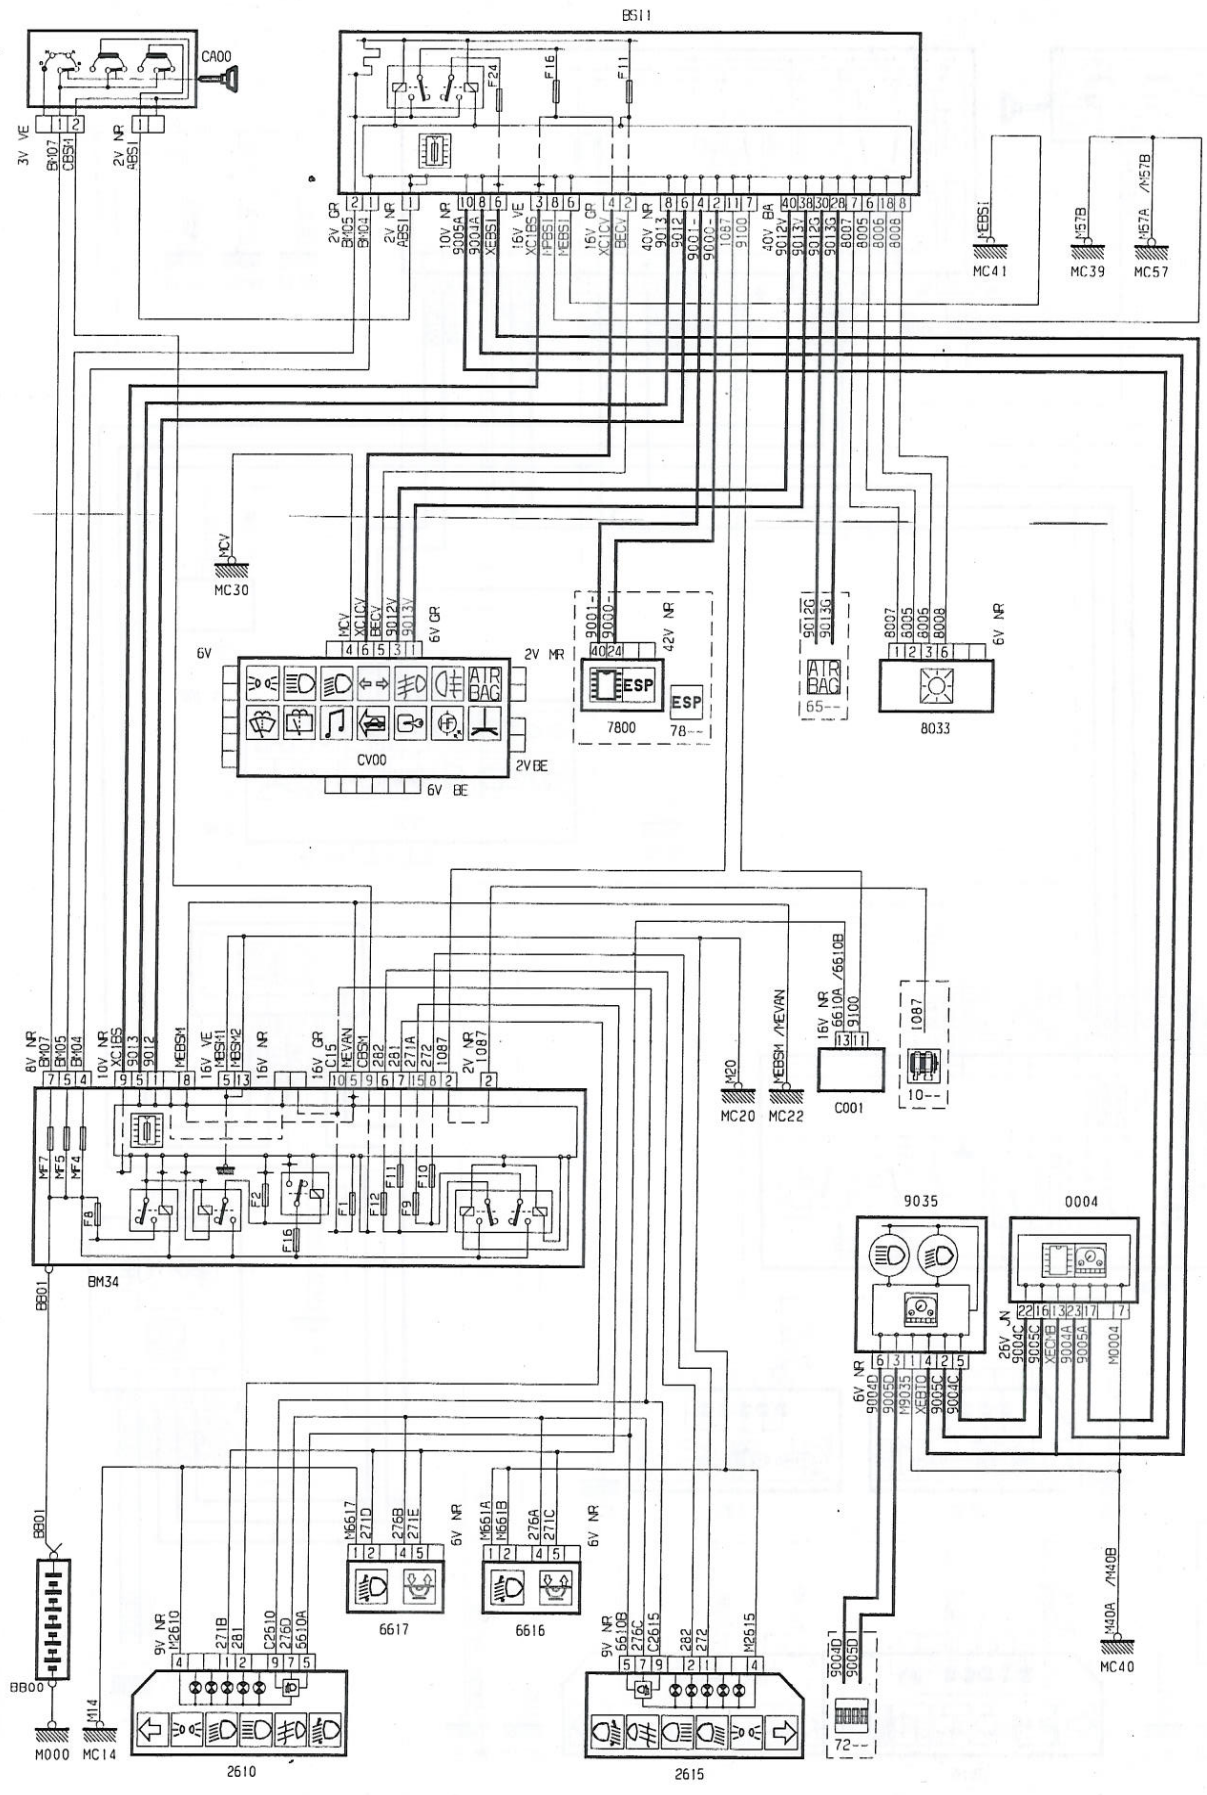 BSI1
CA00
3V VE
1 2
BM07
CBSM
2V NR
1
ABSI
F24
F16
F11
2V GR
2 1
BM05
BM04
2V NR
1
ABSI
10V NR
10 8 6
9005A
9004A
XEBSI
16V VE
3 8 6
XC1BS
MPBSI
MEBSI
16V GR
4 2
XC1CV
BECV
40V NR
8 6 4 2 11 7
9013
9012
9001-
9000-
1087
9100
40V BA
40 38 30 28 7 6 18 8
9012V
9013V
9012G
9013G
8007
8005
8006
8008
MEBSI
MC41
M57B
MC39
M57A /M57B
MC57
MCV
MC30
MCV
XC1CV
BECV
9012V
9013V
6V GR
4 6 5 3 1
6V
2V MR
AIR
BAG
CV00
2V BE
6V BE
9001-
9000-
42V NR
40 24
ESP
ESP
7800
78--
9012G
9013G
AIR
BAG
65--
8007
8005
8006
8008
6V NR
1 2 3 6
8033
8V NR
BM07
BM05
BM04
7 5 4
10V NR
XC1BS
9013
9012
MEBSM
9 5 1 8
16V VE
MBSM1
MBSM2
5 13
16V NR
16V GR
C15
MEVAN
CBSM
282
281
271A
272
1087
10 5 9 6 7 15 8 2
2V NR
1087
2
M20
MC20
MEBSM /MEVAN
MC22
16V NR
6610A /6610B
9100
13 11
C001
1087
10--
MF7
MF5
MF4
F8
F2
F16
F1
F12
F11
F9
F10
BM34
BB01
9035
0004
26V JN
22 16 13 23 17 7
9004C
9005C
XECMB
9004A
9005A
M0004
6V NR
6 3 1 4 2 5
9004D
9005D
M9035
XEBTO
9005C
9004C
BB01
M6617
271D
276B
271E
6V NR
1 2 4 5
6617
M661A
M661B
276A
271C
6V NR
1 2 4 5
6616
9V NR
M2610
271B
281
C2610
276D
6610A
4 1 2 9 7 5
2610
9V NR
6610B
276C
C2615
282
272
M2615
5 7 9 2 1 4
2615
BB00
M000
M14
MC14
9004D
9005D
72--
M40A /M40B
MC40